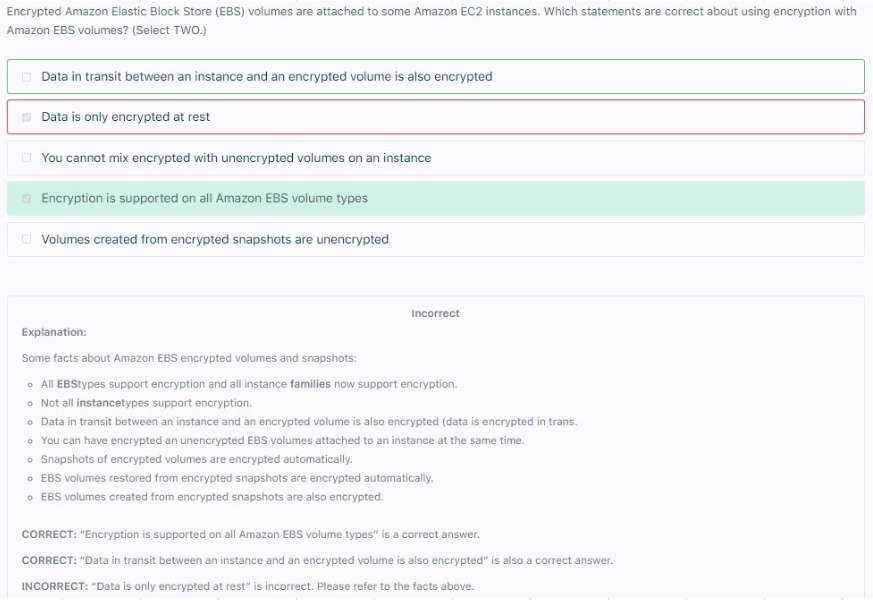 Encrypted Amazon Elastic Block Store (EBS) volumes are attached to some Amazon EC2 instances. Which statements are correct about using encryption with
Amazon EBS volumes? (Select TWO.)
Data in transit between an instance and an encrypted volume is also encrypted
Data is only encrypted at rest
You cannot mix encrypted with unencrypted volumes on an instance
Encryption is supported on all Amazon EBS volume types
Volumes created from encrypted snapshots are unencrypted
Incorrect
Explanation:
Some facts about Amazon EBS encrypted volumes and snapshots:
All EBStypes support encryption and all instance families now support encryption.
Not all instancetypes support encryption.
Data in transit between an instance and an encrypted volume is also encrypted (data is encrypted in trans.
You can have encrypted an unencrypted EBS volumes attached to an instance at the same time.
Snapshots of encrypted volumes are encrypted automatically.
EBS volumes restored from encrypted snapshots are encrypted automatically.
EBS volumes created from encrypted snapshots are also encrypted.
CORRECT: “Encryption is supported on all Amazon EBS volume types” is a correct answer.
CORRECT: “Data in transit between an instance and an encrypted volume is also encrypted” is also a correct answer.
INCORRECT: “Data is only encrypted at rest” is incorrect. Please refer to the facts above.